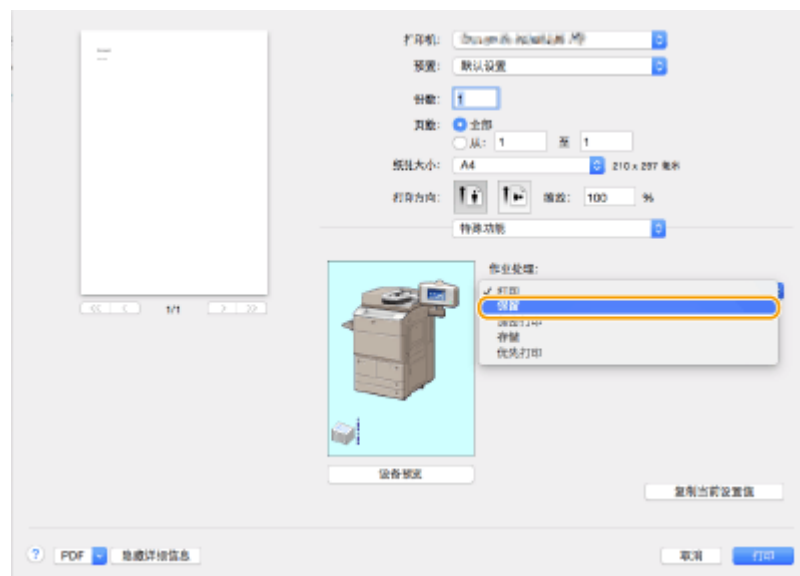 打印机:
预置: 默认设置
份数: 1
页数: 全部
从: 1 至 1
纸张大小: A4 210 x 297 毫米
打印方向: 缩放: 100 %
特殊功能
作业处理:
✓ 打印
保留
存储
优先打印
1/1
设备预览
复制当前设置值
? PDF 隐藏详细信息 取消 打印